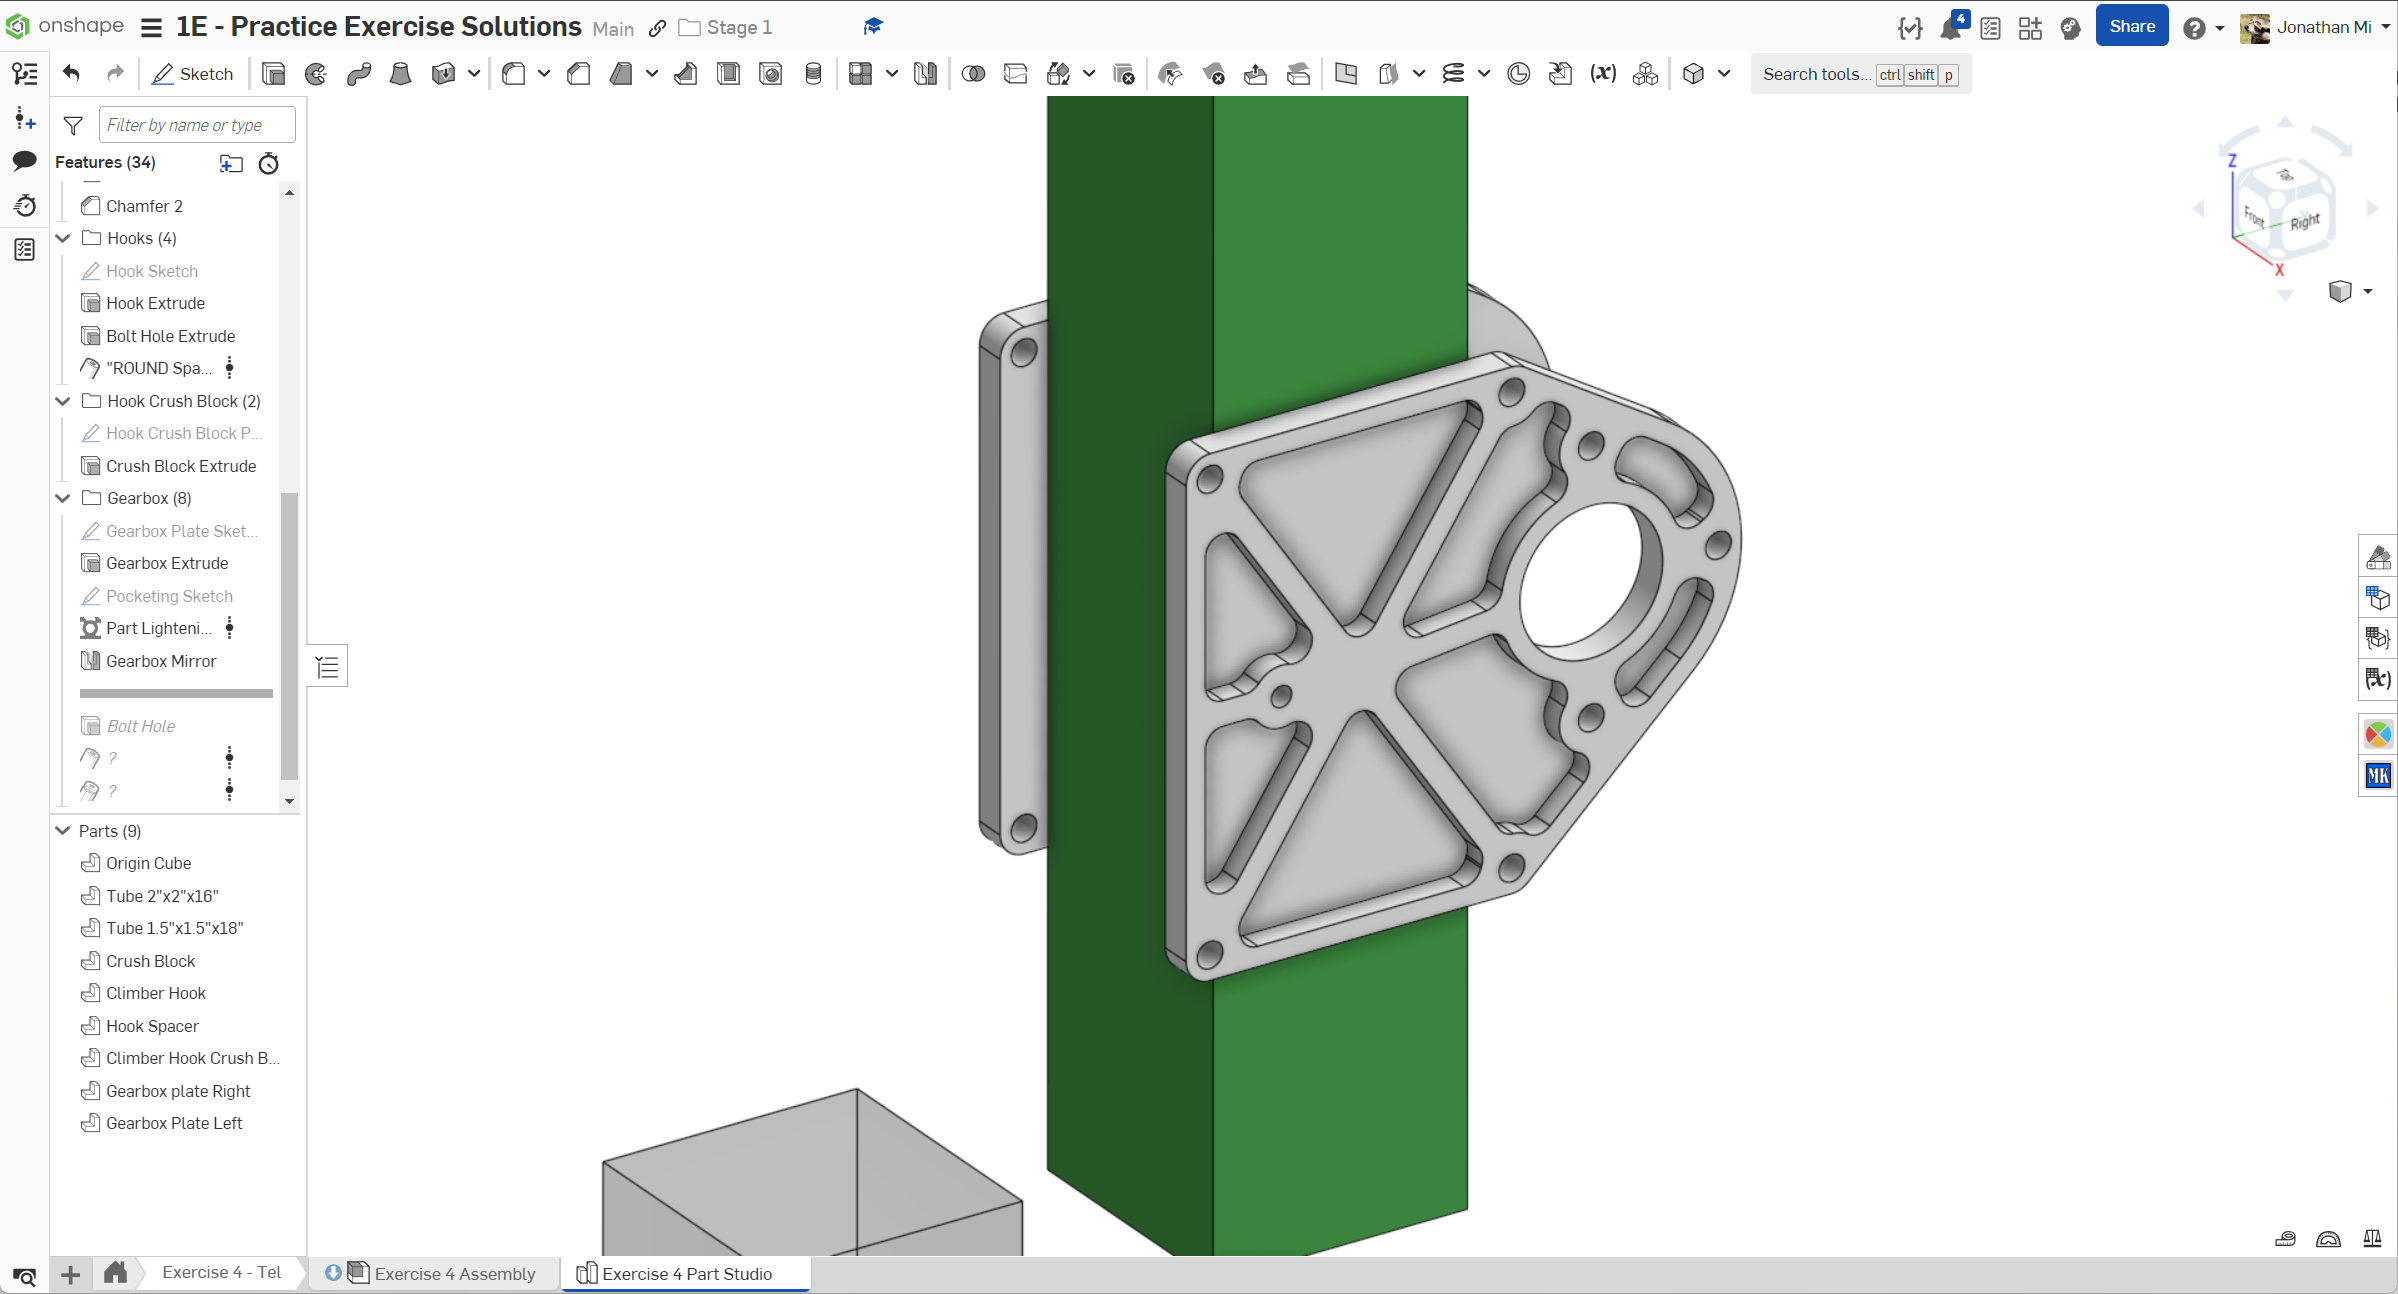 onshape
1E - Practice Exercise Solutions Main Stage 1
4
Share
Jonathan Mi
Sketch
Search tools... ctrl shift p
Filter by name or type
Features (34)
Chamfer 2
Hooks (4)
Hook Sketch
Hook Extrude
Bolt Hole Extrude
"ROUND Spa...
Hook Crush Block (2)
Hook Crush Block P...
Crush Block Extrude
Gearbox (8)
Gearbox Plate Sket...
Gearbox Extrude
Pocketing Sketch
Part Lighteni...
Gearbox Mirror
Bolt Hole
?
?
Parts (9)
Origin Cube
Tube 2"x2"x16"
Tube 1.5"x1.5"x18"
Crush Block
Climber Hook
Hook Spacer
Climber Hook Crush B...
Gearbox plate Right
Gearbox Plate Left
Z
Top
Front
Right
X
MK
Exercise 4 - Tel
Exercise 4 Assembly
Exercise 4 Part Studio